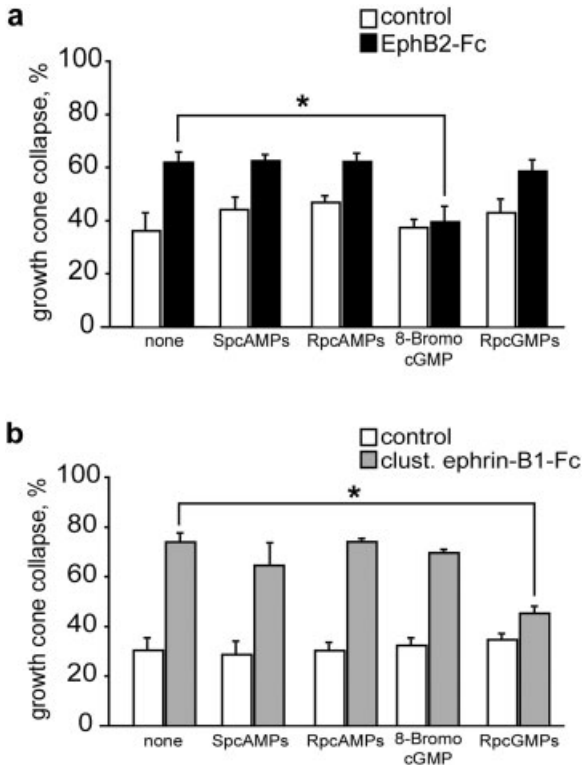 a
control
EphB2-Fc
growth cone collapse, %
80
60
40
20
0
*
none SpcAMPs RpcAMPs 8-Bromo cGMP RpcGMPs
b
control
clust. ephrin-B1-Fc
growth cone collapse, %
100
80
60
40
20
0
*
none SpcAMPs RpcAMPs 8-Bromo cGMP RpcGMPs